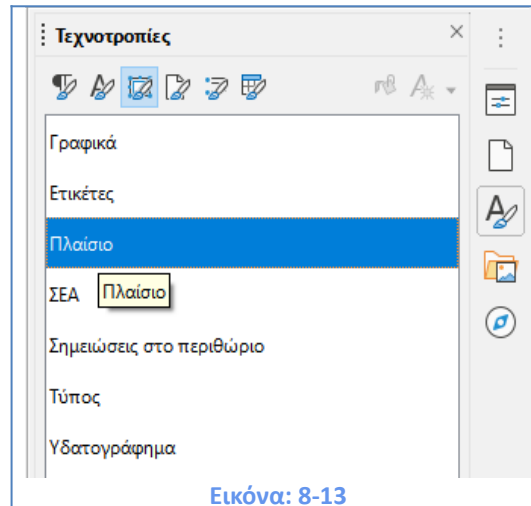 Τεχνοτροπίες
Γραφικά
Ετικέτες
Πλαίσιο
ΣΕΑ
Πλαίσιο
Σημειώσεις στο περιθώριο
Τύπος
Υδατογράφημα
Εικόνα: 8-13